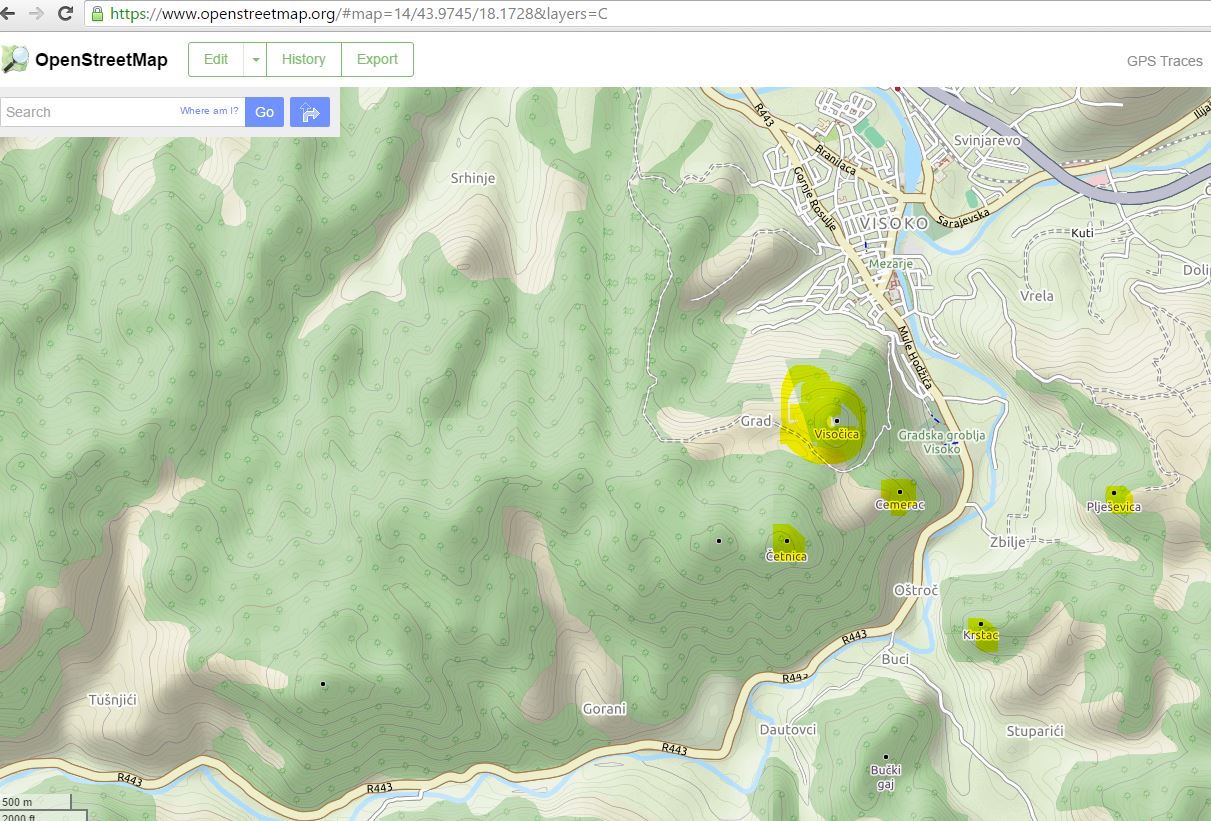 https://www.openstreetmap.org/#map=14/43.9745/18.1728&layers=C
OpenStreetMap
Edit
History
Export
GPS Traces
Search
Where am I?
Go
R443
Ilija
Svinjarevo
Branilaca
Srhinje
Gornje Rosulje
Sarajevska
VISOKO
Kuti
Mezarje
Dolip
Vrela
Mule Hodžića
Grad
Visočica
Gradska groblja
Visoko
Cemerac
Plješevica
Zbilje
Četnica
Oštroč
Krstac
R443
Buci
R443
Tušnjići
Gorani
Dautovci
Stuparići
R443
Bučki
gaj
R443
R443
500 m
2000 ft